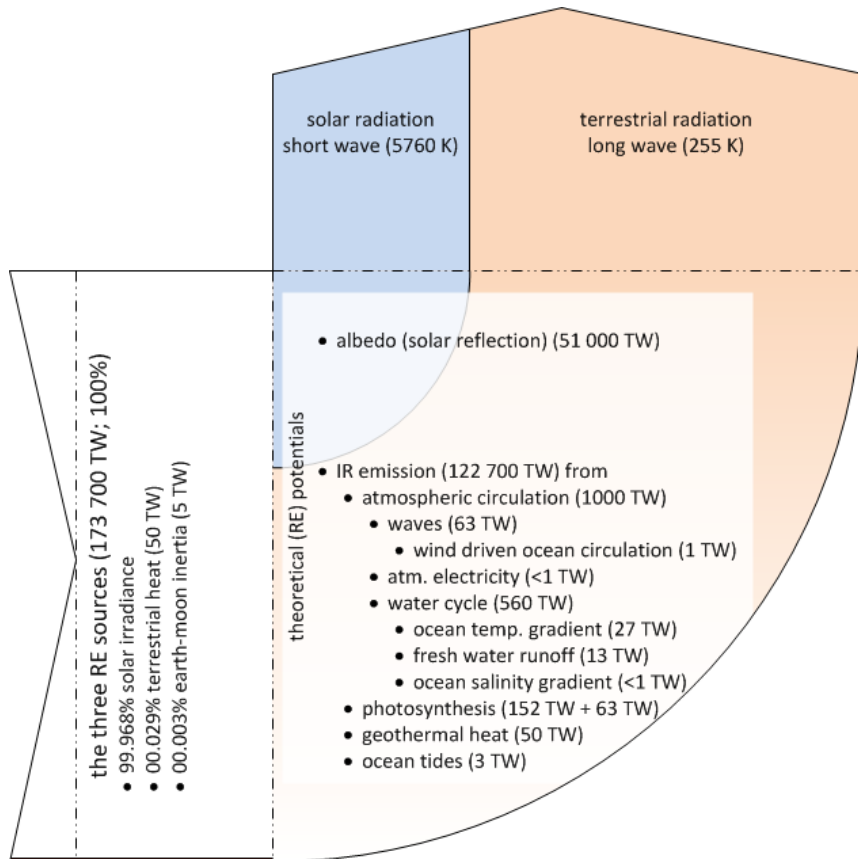 solar radiation
short wave (5760 K)
terrestrial radiation
long wave (255 K)
the three RE sources (173 700 TW; 100%)
• 99.968% solar irradiance
• 00.029% terrestrial heat (50 TW)
• 00.003% earth-moon inertia (5 TW)
theoretical (RE) potentials
• albedo (solar reflection) (51 000 TW)
• IR emission (122 700 TW) from
• atmospheric circulation (1000 TW)
• waves (63 TW)
• wind driven ocean circulation (1 TW)
• atm. electricity (<1 TW)
• water cycle (560 TW)
• ocean temp. gradient (27 TW)
• fresh water runoff (13 TW)
• ocean salinity gradient (<1 TW)
• photosynthesis (152 TW + 63 TW)
• geothermal heat (50 TW)
• ocean tides (3 TW)